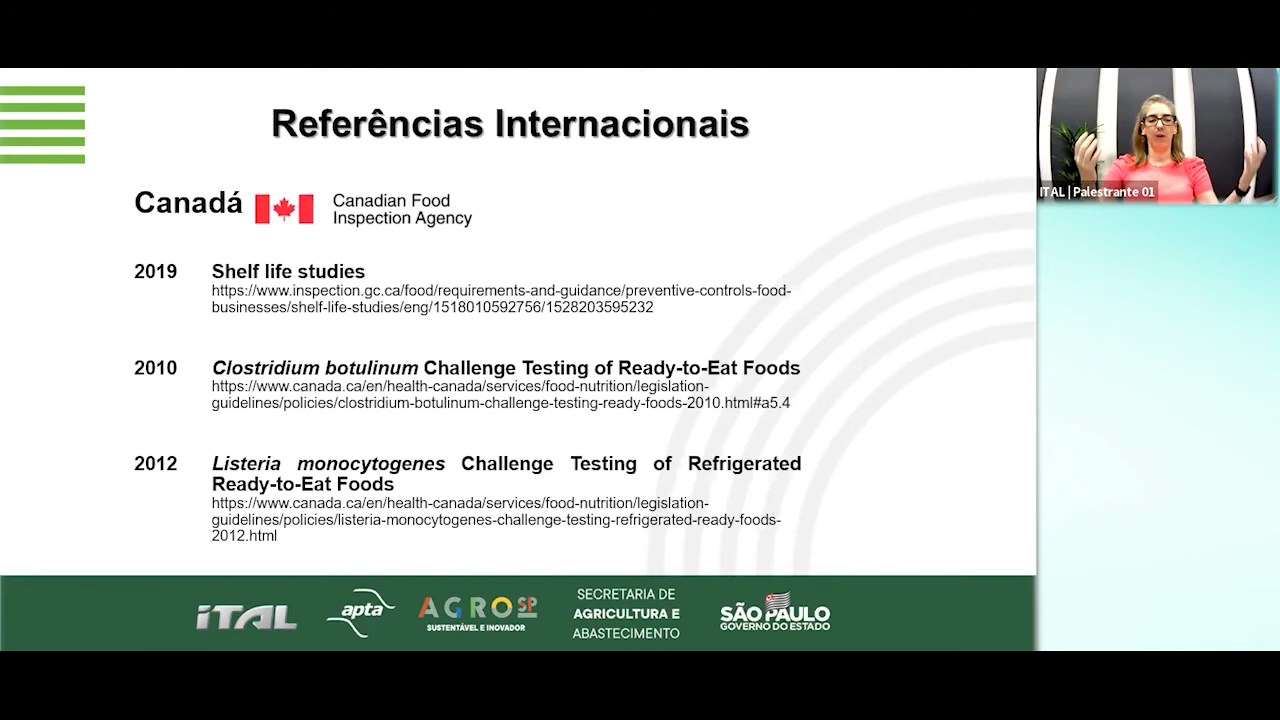 Referências Internacionais
Canadá
Canadian Food
Inspection Agency
2019 Shelf life studies
https://www.inspection.gc.ca/food/requirements-and-guidance/preventive-controls-food-
businesses/shelf-life-studies/eng/1518010592756/1528203595232
2010 Clostridium botulinum Challenge Testing of Ready-to-Eat Foods
https://www.canada.ca/en/health-canada/services/food-nutrition/legislation-
guidelines/policies/clostridium-botulinum-challenge-testing-ready-foods-2010.html#a5.4
2012 Listeria monocytogenes Challenge Testing of Refrigerated
Ready-to-Eat Foods
https://www.canada.ca/en/health-canada/services/food-nutrition/legislation-
guidelines/policies/listeria-monocytogenes-challenge-testing-refrigerated-ready-foods-
2012.html
ITAL | Palestrante 01
iTAL
apta
AGRO SP
SUSTENTÁVEL E INOVADOR
SECRETARIA DE
AGRICULTURA E
ABASTECIMENTO
SÃO PAULO
GOVERNO DO ESTADO